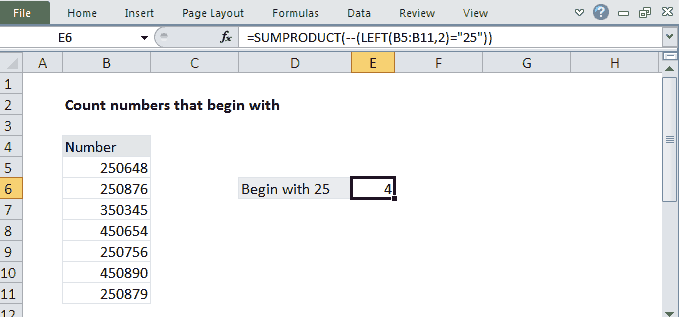 File Home Insert Page Layout Formulas Data Review View
E6 fx =SUMPRODUCT(--(LEFT(B5:B11,2)="25"))
A B C D E F G H
1
2 Count numbers that begin with
3
4 Number
5 250648
6 250876 Begin with 25 4
7 350345
8 450654
9 250756
10 450890
11 250879
12